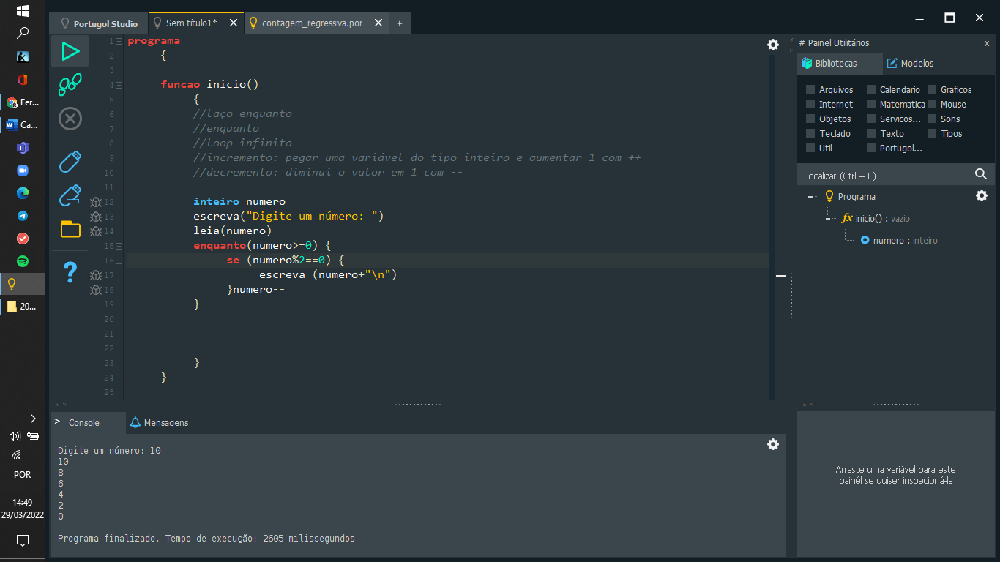 Portugol Studio
Sem título1*
contagem_regressiva.por
+
1 programa
2 {
3
4 funcao inicio()
5 {
6 //laço enquanto
7 //enquanto
8 //loop infinito
9 //incremento: pegar uma variável do tipo inteiro e aumentar 1 com ++
10 //decremento: diminui o valor em 1 com --
11
12 inteiro numero
13 escreva("Digite um número: ")
14 leia(numero)
15 enquanto(numero>=0) {
16 se (numero%2==0) {
17 escreva (numero+"\n")
18 }numero--
19 }
20
21
22
23 }
24 }
25
# Painel Utilitários x
Bibliotecas Modelos
Arquivos Calendario Graficos
Internet Matematica Mouse
Objetos Servicos... Sons
Teclado Texto Tipos
Util Portugol...
Localizar (Ctrl + L)
Programa
fx inicio() : vazio
numero : inteiro
Arraste uma variável para este
painél se quiser inspecioná-la
>_ Console Mensagens
Digite um número: 10
10
8
6
4
2
0
Programa finalizado. Tempo de execução: 2605 milissegundos
Fer...
Ca...
20...
POR
14:49
29/03/2022